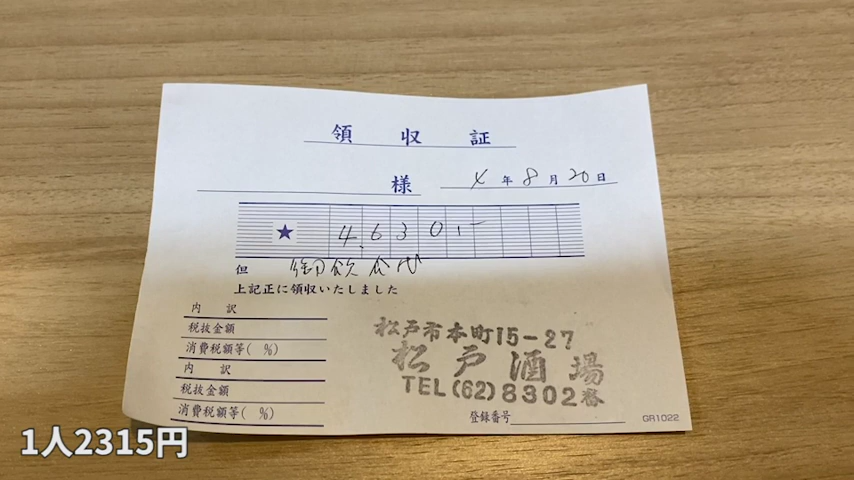 領収証
様 4年8月20日
★ 4,630,-
但 御飲食代
上記正に領収いたしました
内訳
税抜金額
消費税額等( %)
内訳
税抜金額
消費税額等( %)
松戸市本町15-27
松戸酒場
TEL(62)8302番
登録番号
GR1022
1人2315円